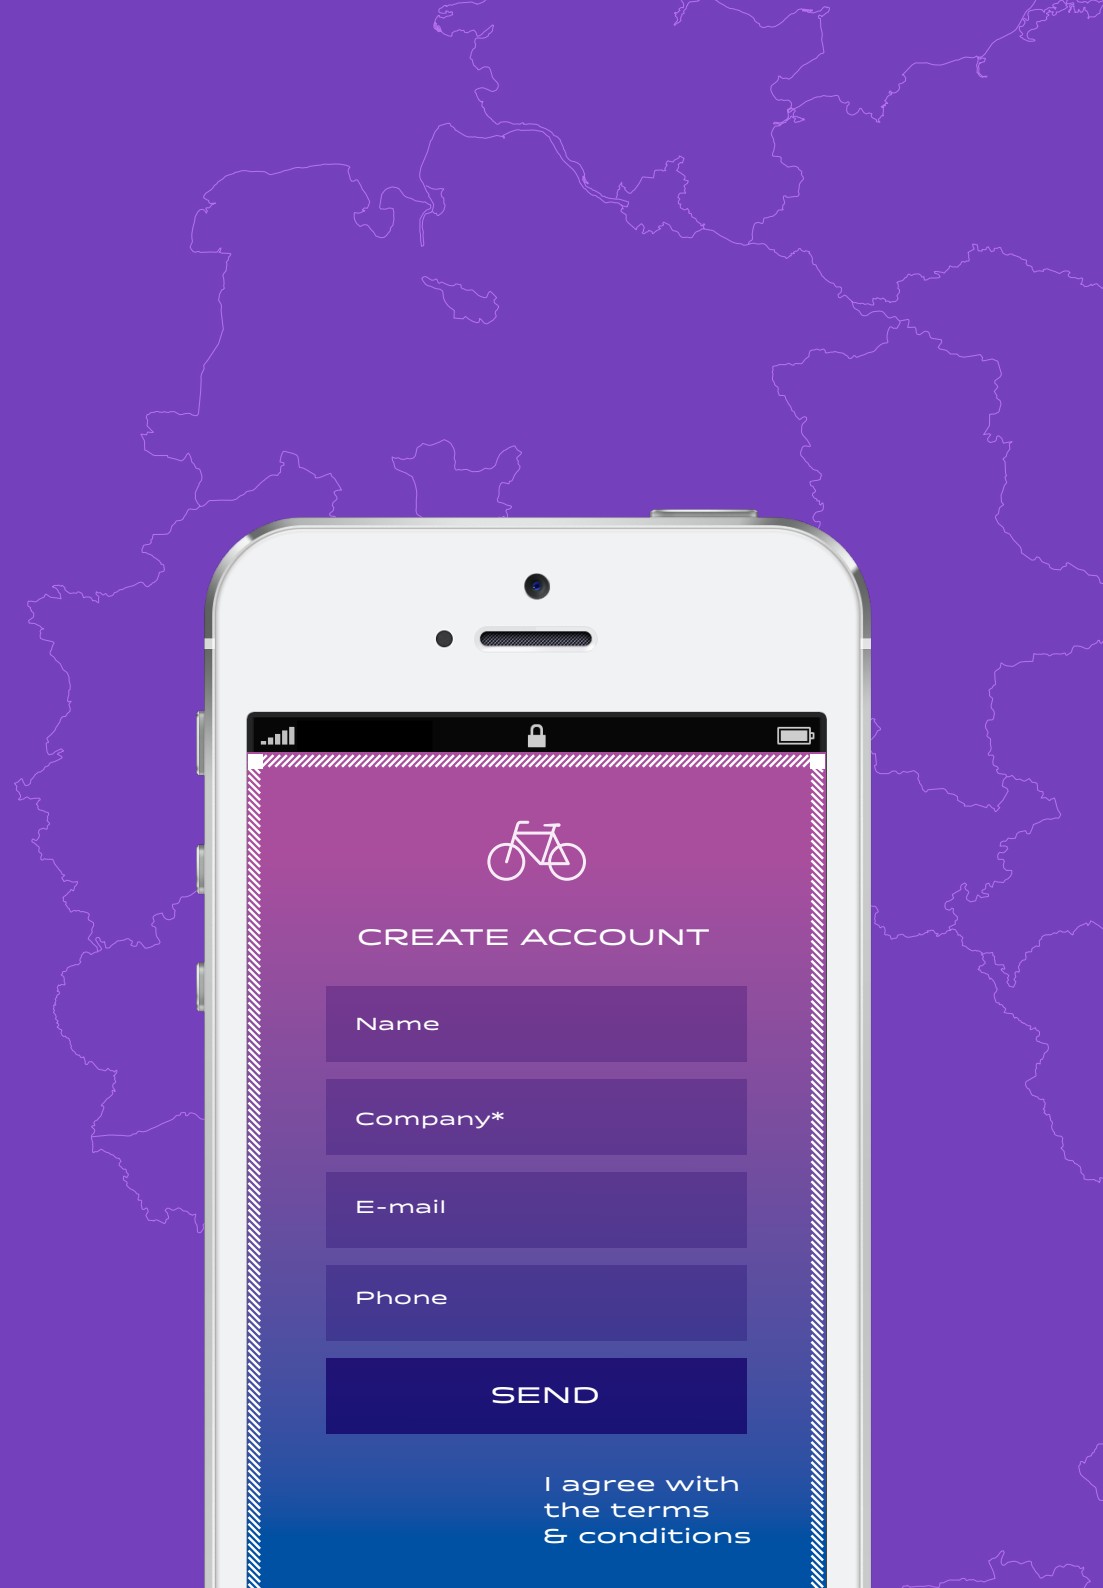 CREATE ACCOUNT
Name
Company*
E-mail
Phone
SEND
I agree with
the terms
& conditions